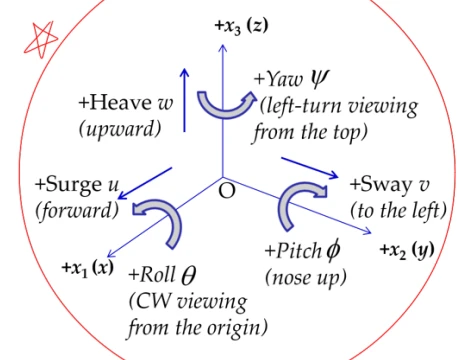 +x₃ (z)
+Yaw ψ
(left-turn viewing
from the top)
+Heave w
(upward)
+Surge u
(forward)
O
+Sway v
(to the left)
+x₂ (y)
+Pitch ϕ
(nose up)
+x₁ (x)
+Roll θ
(CW viewing
from the origin)